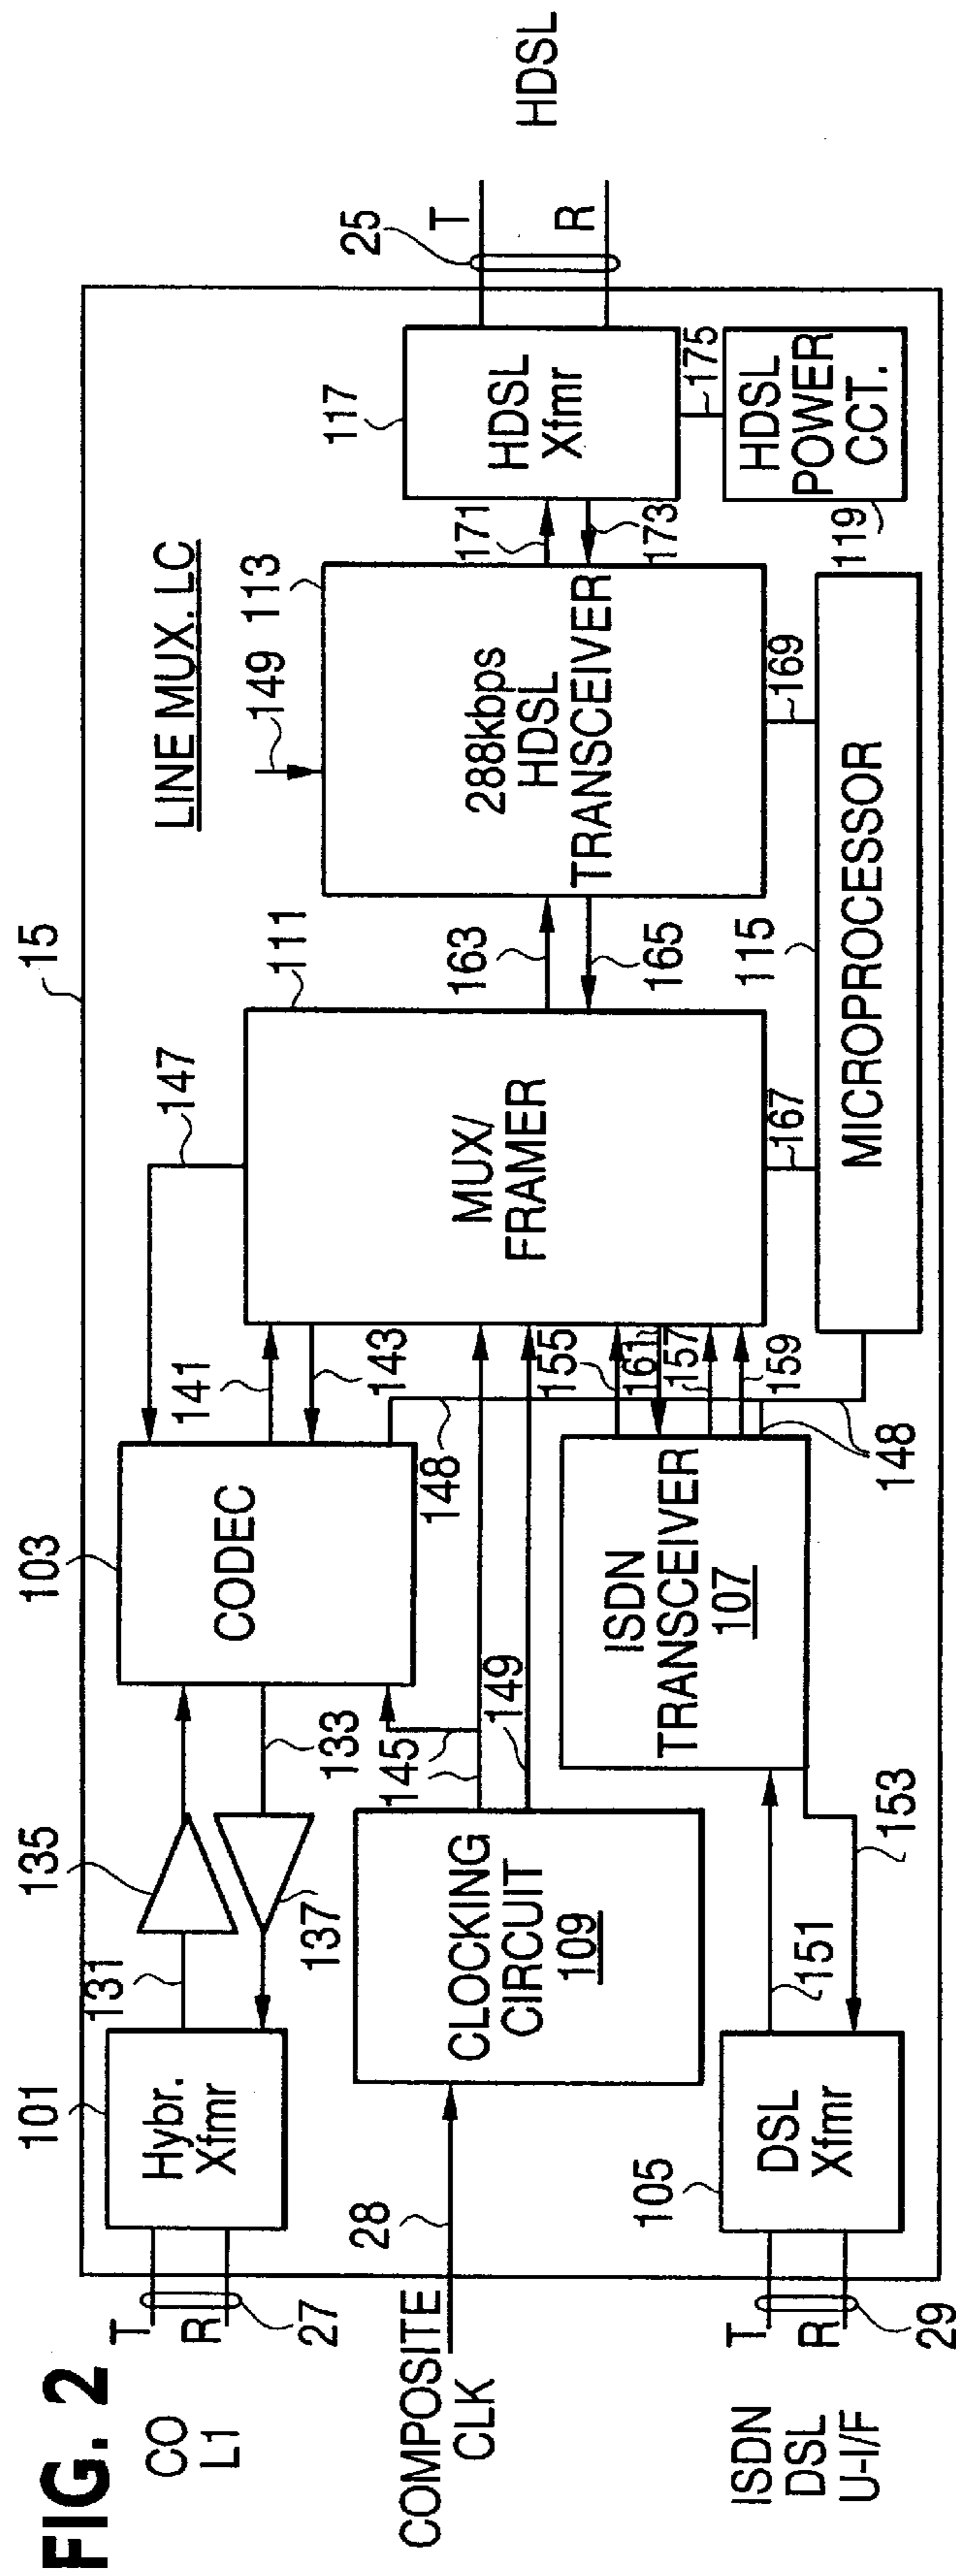 FIG. 2
LINE MUX. LC
15
CO
L1
T
R
27
101
Hybr.
Xfmr
131
135
137
133
103
CODEC
141
143
147
148
COMPOSITE
CLK
28
CLOCKING
CIRCUIT
109
145
149
ISDN
DSL
U-I/F
T
R
29
105
DSL
Xfmr
151
153
ISDN
TRANSCEIVER
107
155
161
157
159
148
111
MUX/
FRAMER
163
165
167
149
113
288kbps
HDSL
TRANSCEIVER
169
115
MICROPROCESSOR
171
173
117
HDSL
Xfmr
175
119
HDSL
POWER
CCT.
25
T
R
HDSL